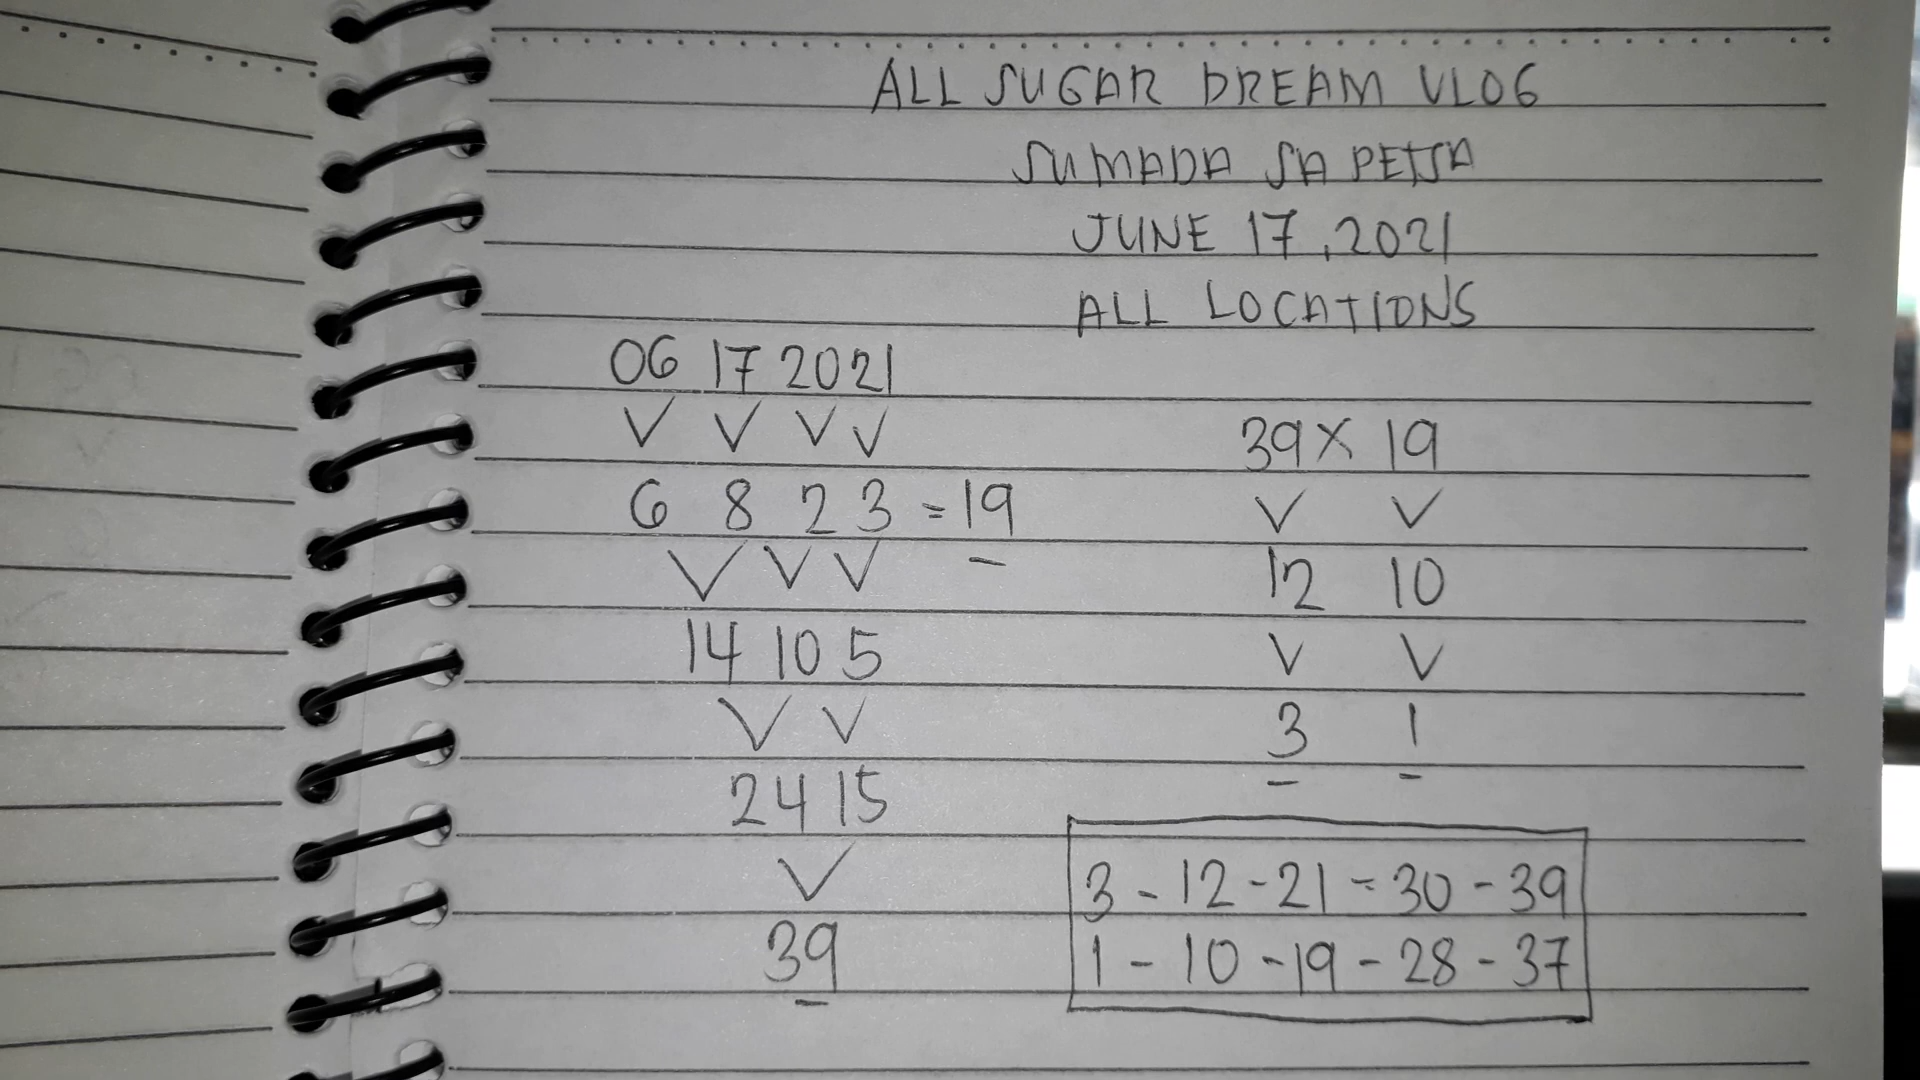 ALL SUGAR DREAM VLOG
SUMADA SA PETSA
JUNE 17, 2021
ALL LOCATIONS
06 17 2021
6 8 2 3 = 19
14 10 5
24 15
39
39 X 19
12 10
3 1
3 - 12 - 21 - 30 - 39
1 - 10 - 19 - 28 - 37